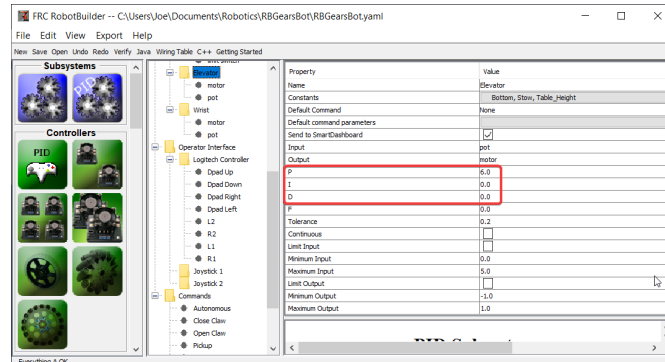 FRC RobotBuilder -- C:\Users\Joe\Documents\Robotics\RBGearsBot\RBGearsBot.yaml
File Edit View Export Help
New Save Open Undo Redo Verify Java Wiring Table C++ Getting Started
Subsystems
PID
Controllers
PID
Elevator
motor
pot
Wrist
motor
pot
Operator Interface
Logitech Controller
Dpad Up
Dpad Down
Dpad Right
Dpad Left
L2
R2
L1
R1
Joystick 1
Joystick 2
Commands
Autonomous
Close Claw
Open Claw
Pickup
Property Value
Name Elevator
Constants Bottom, Stow, Table_Height
Default Command None
Default command parameters
Send to SmartDashboard
Input pot
Output motor
P 6.0
I 0.0
D 0.0
F 0.0
Tolerance 0.2
Continuous
Limit Input
Minimum Input 0.0
Maximum Input 5.0
Limit Output
Minimum Output -1.0
Maximum Output 1.0
Everything A OK